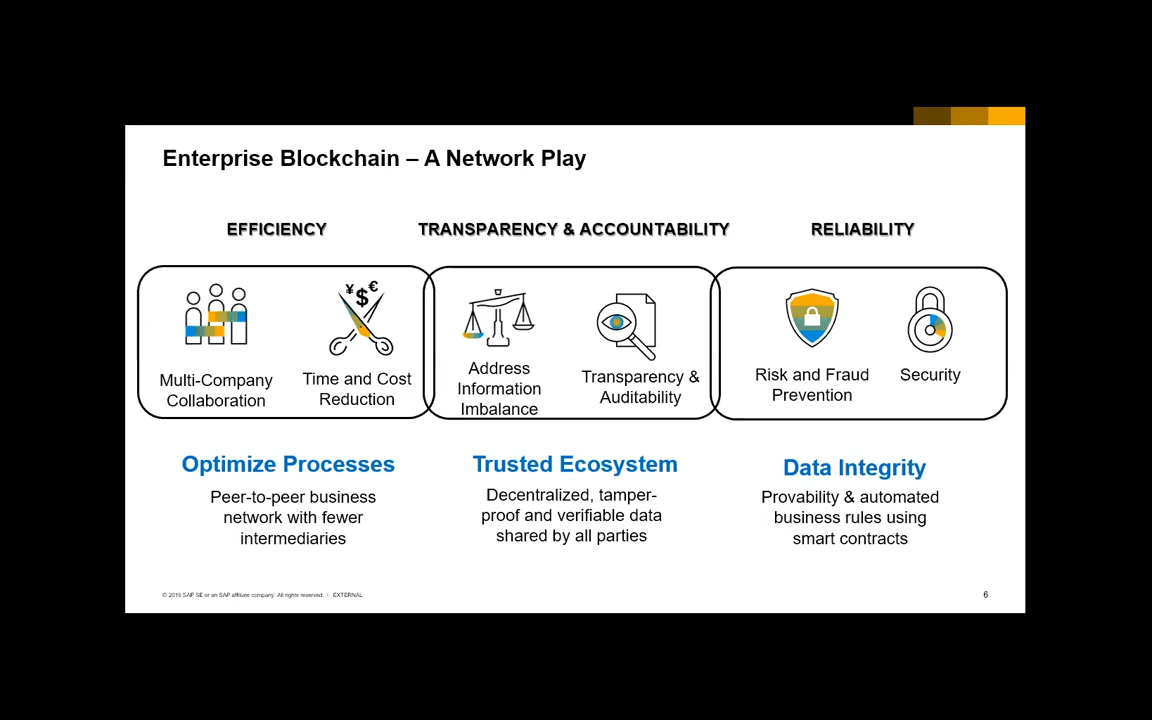 Enterprise Blockchain – A Network Play
EFFICIENCY
TRANSPARENCY & ACCOUNTABILITY
RELIABILITY
¥$€
Multi-Company
Collaboration
Time and Cost
Reduction
Address
Information
Imbalance
Transparency &
Auditability
Risk and Fraud
Prevention
Security
Optimize Processes
Peer-to-peer business
network with fewer
intermediaries
Trusted Ecosystem
Decentralized, tamper-
proof and verifiable data
shared by all parties
Data Integrity
Provability & automated
business rules using
smart contracts
© 2019 SAP SE or an SAP affiliate company. All rights reserved. | EXTERNAL
6